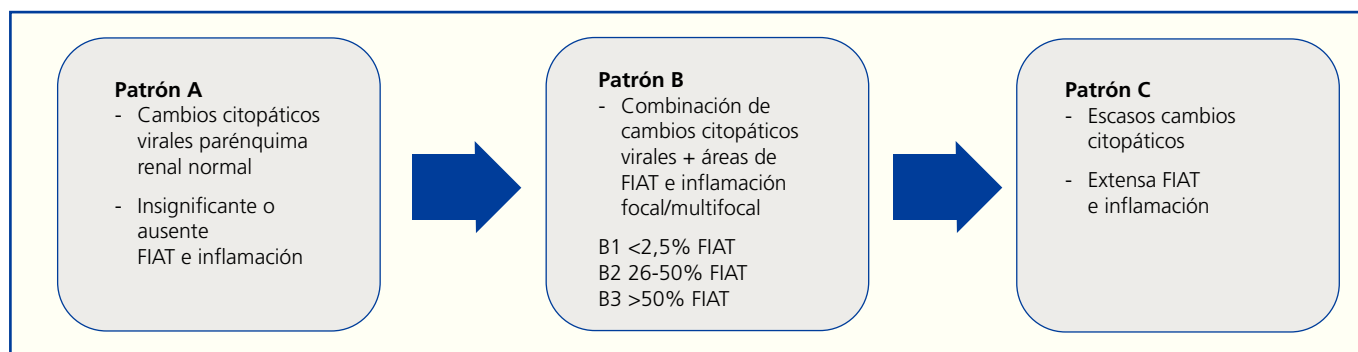 Patrón A
- Cambios citopáticos
virales parénquima
renal normal
- Insignificante o
ausente
FIAT e inflamación
Patrón B
- Combinación de
cambios citopáticos
virales + áreas de
FIAT e inflamación
focal/multifocal
B1 <2,5% FIAT
B2 26-50% FIAT
B3 >50% FIAT
Patrón C
- Escasos cambios
citopáticos
- Extensa FIAT
e inflamación